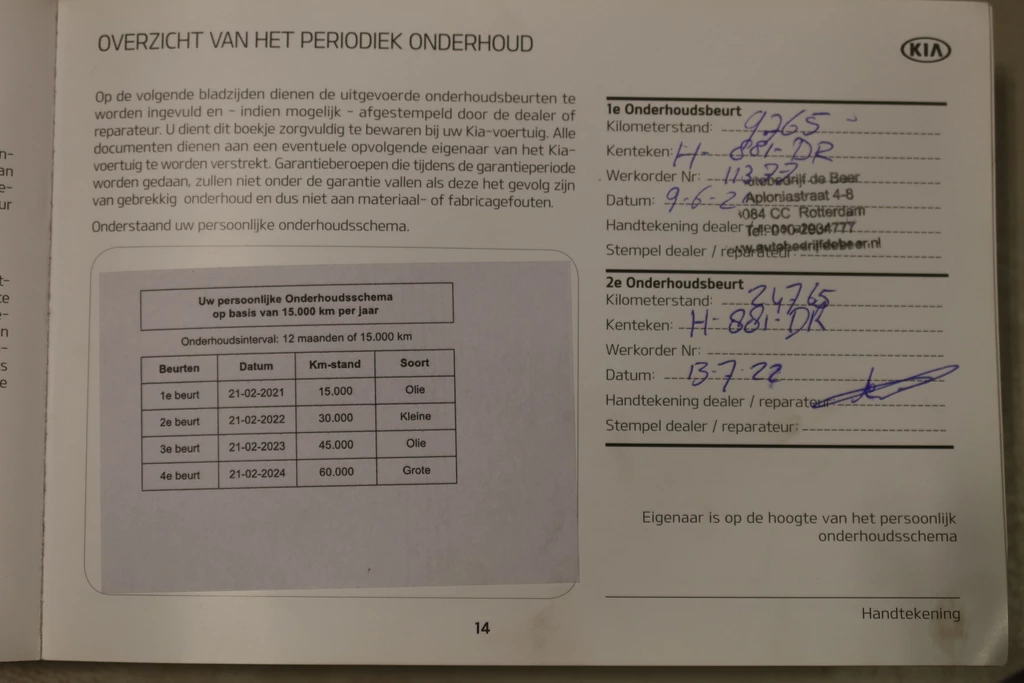 OVERZICHT VAN HET PERIODIEK ONDERHOUD
KIA
Op de volgende bladzijden dienen de uitgevoerde onderhoudsbeurten te
worden ingevuld en - indien mogelijk - afgestempeld door de dealer of
reparateur. U dient dit boekje zorgvuldig te bewaren bij uw Kia-voertuig. Alle
documenten dienen aan een eventuele opvolgende eigenaar van het Kia-
voertuig te worden verstrekt. Garantieberoepen die tijdens de garantieperiode
worden gedaan, zullen niet onder de garantie vallen als deze het gevolg zijn
van gebrekkig onderhoud en dus niet aan materiaal- of fabricagefouten.
Onderstaand uw persoonlijke onderhoudsschema.
Uw persoonlijke Onderhoudsschema
op basis van 15.000 km per jaar
Onderhoudsinterval: 12 maanden of 15.000 km
Beurten Datum Km-stand Soort
1e beurt 21-02-2021 15.000 Olie
2e beurt 21-02-2022 30.000 Kleine
3e beurt 21-02-2023 45.000 Olie
4e beurt 21-02-2024 60.000 Grote
14
1e Onderhoudsbeurt
Kilometerstand: 9765
Kenteken: H-881-DR
Werkorder Nr:
de Beer
Datum: 9-6-
Aploniastraat 4-8
CC Rotterdam
Handtekening dealer /
Stempel dealer / reparateur:
www.autobedrijfdebeer.nl
2e Onderhoudsbeurt
Kilometerstand: 24765
Kenteken: H-881-DR
Werkorder Nr:
Datum: 13-7-22
Handtekening dealer / reparateur
Stempel dealer / reparateur:
Eigenaar is op de hoogte van het persoonlijk
onderhoudsschema
Handtekening